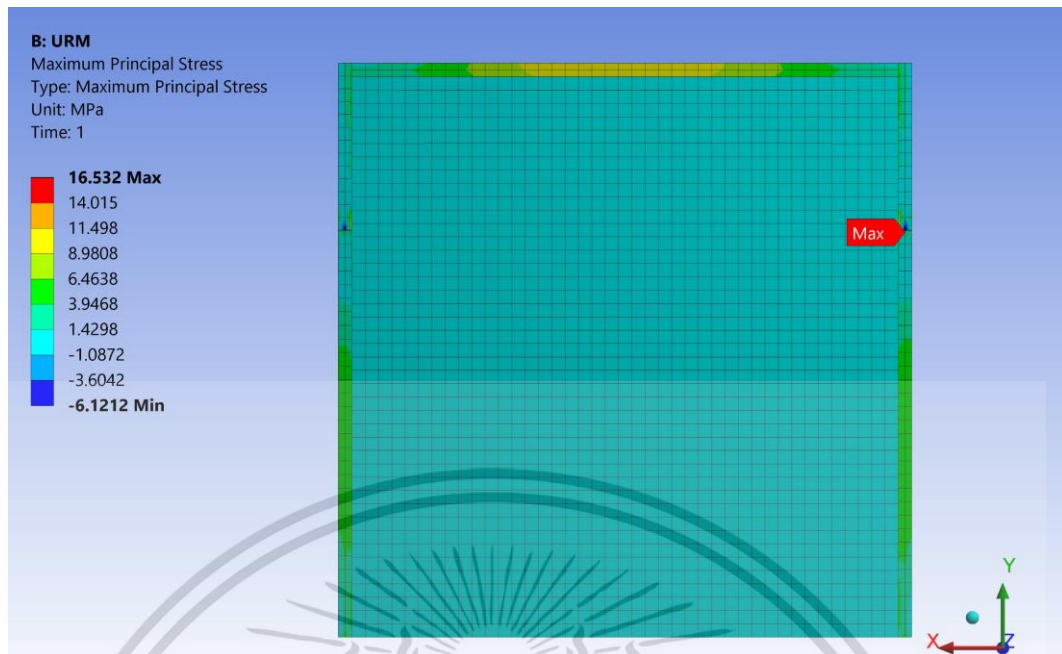 B: URM
Maximum Principal Stress
Type: Maximum Principal Stress
Unit: MPa
Time: 1
16.532 Max
14.015
11.498
8.9808
6.4638
3.9468
1.4298
-1.0872
-3.6042
-6.1212 Min
Max
Y
X
Z